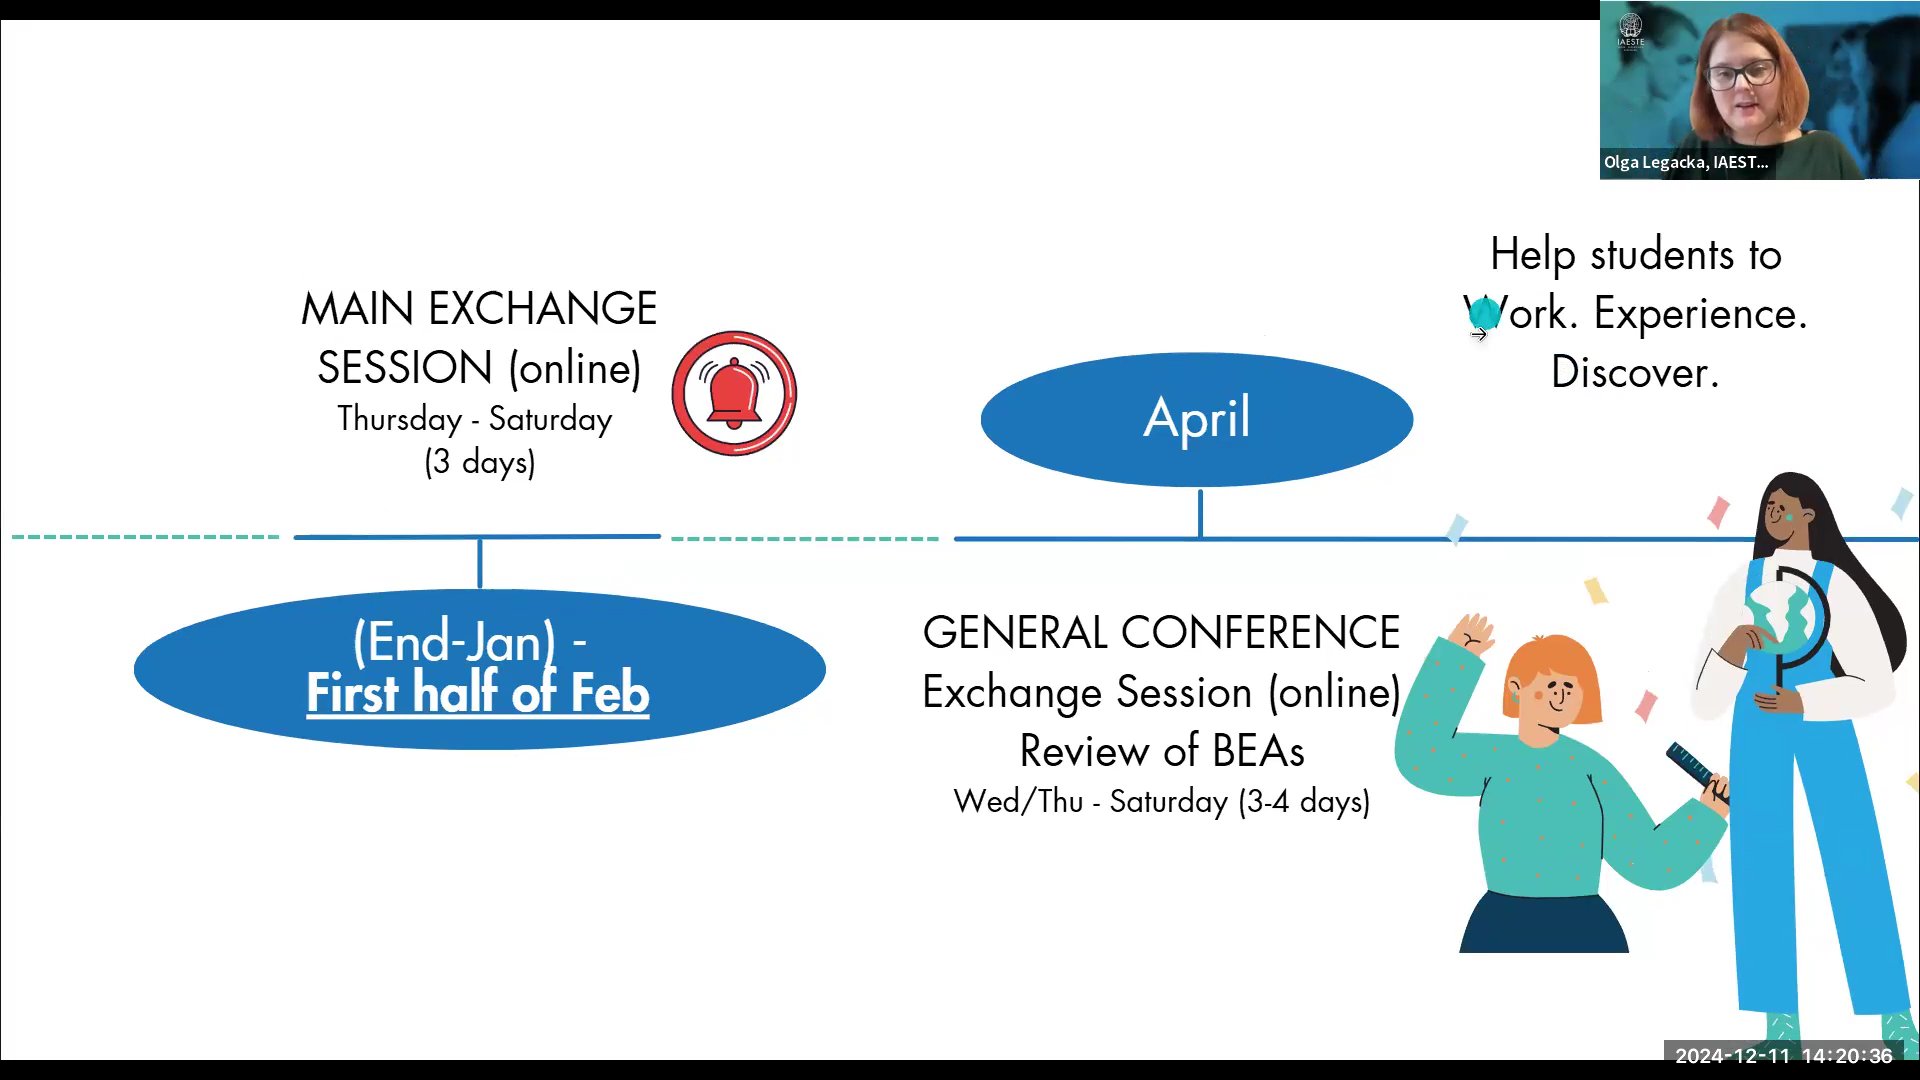 IAESTE
Olga Legacka, IAEST...
Help students to
Work. Experience.
Discover.
MAIN EXCHANGE
SESSION (online)
Thursday - Saturday
(3 days)
April
(End-Jan) -
First half of Feb
GENERAL CONFERENCE
Exchange Session (online)
Review of BEAs
Wed/Thu - Saturday (3-4 days)
2024-12-11 14:20:36